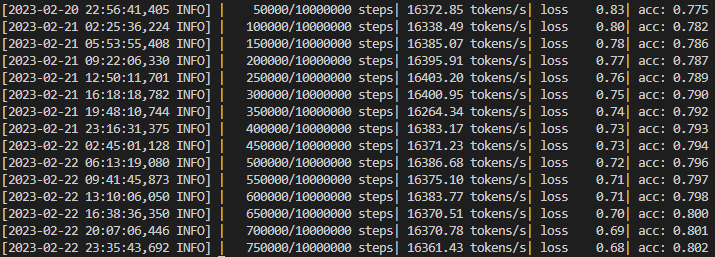 [2023-02-20 22:56:41,405 INFO] |    50000/10000000 steps| 16372.85 tokens/s| loss    0.83| acc: 0.775
[2023-02-21 02:25:36,224 INFO] |   100000/10000000 steps| 16338.49 tokens/s| loss    0.80| acc: 0.782
[2023-02-21 05:53:55,408 INFO] |   150000/10000000 steps| 16385.07 tokens/s| loss    0.78| acc: 0.786
[2023-02-21 09:22:06,330 INFO] |   200000/10000000 steps| 16395.91 tokens/s| loss    0.77| acc: 0.787
[2023-02-21 12:50:11,701 INFO] |   250000/10000000 steps| 16403.20 tokens/s| loss    0.76| acc: 0.789
[2023-02-21 16:18:18,782 INFO] |   300000/10000000 steps| 16400.95 tokens/s| loss    0.75| acc: 0.790
[2023-02-21 19:48:10,744 INFO] |   350000/10000000 steps| 16264.34 tokens/s| loss    0.74| acc: 0.792
[2023-02-21 23:16:31,375 INFO] |   400000/10000000 steps| 16383.17 tokens/s| loss    0.73| acc: 0.793
[2023-02-22 02:45:01,128 INFO] |   450000/10000000 steps| 16371.23 tokens/s| loss    0.73| acc: 0.794
[2023-02-22 06:13:19,080 INFO] |   500000/10000000 steps| 16386.68 tokens/s| loss    0.72| acc: 0.796
[2023-02-22 09:41:45,873 INFO] |   550000/10000000 steps| 16375.10 tokens/s| loss    0.71| acc: 0.797
[2023-02-22 13:10:06,050 INFO] |   600000/10000000 steps| 16383.77 tokens/s| loss    0.71| acc: 0.798
[2023-02-22 16:38:36,350 INFO] |   650000/10000000 steps| 16370.51 tokens/s| loss    0.70| acc: 0.800
[2023-02-22 20:07:06,446 INFO] |   700000/10000000 steps| 16370.78 tokens/s| loss    0.69| acc: 0.801
[2023-02-22 23:35:43,692 INFO] |   750000/10000000 steps| 16361.43 tokens/s| loss    0.68| acc: 0.802